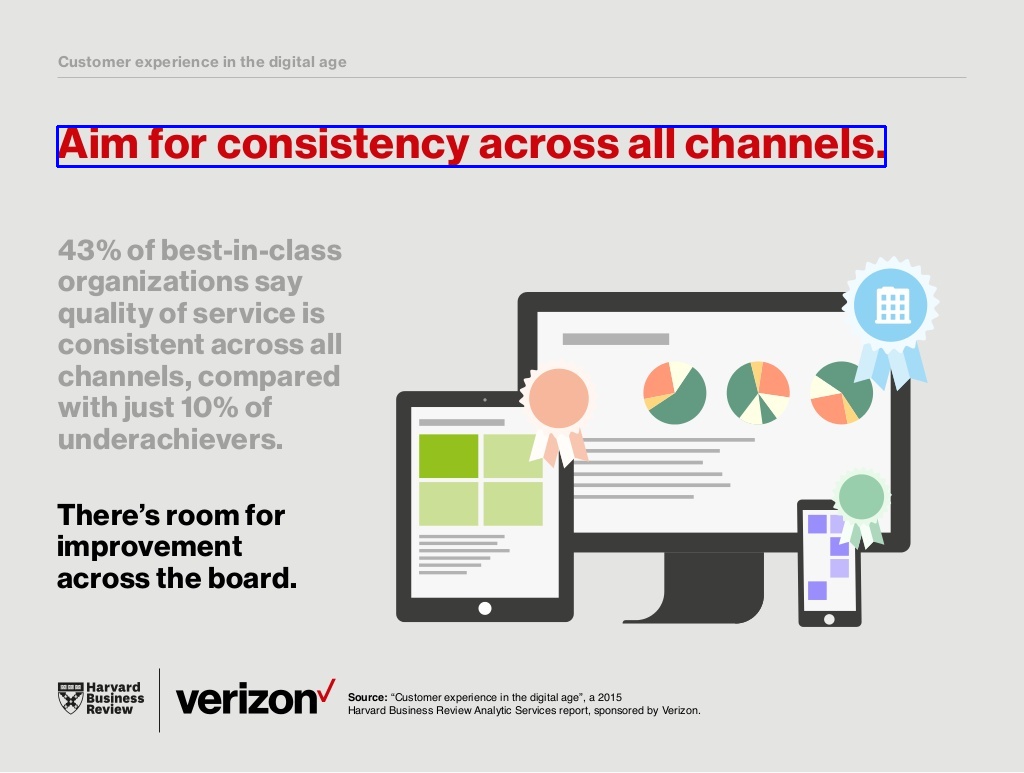 Customer experience in the digital age
Aim for consistency across all channels.
43% of best-in-class
organizations say
quality of service is
consistent across all
channels, compared
with just 10% of
underachievers.
There’s room for
improvement
across the board.
Harvard
Business
Review
verizon✓
Source: “Customer experience in the digital age”, a 2015
Harvard Business Review Analytic Services report, sponsored by Verizon.